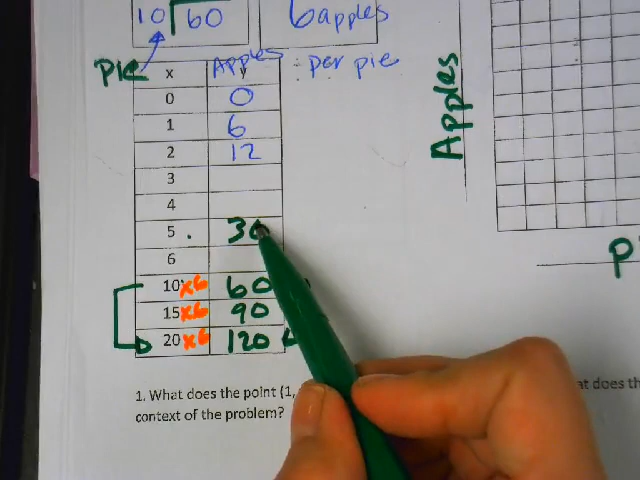 10 60
6 apples
Apples
per pie
pie
x y
0 0
1 6
2 12
3
4
5 . 30
6
10 x6 60
15 x6 90
20 x6 120
Apples
1. What does the point (1,
context of the problem?
at does th